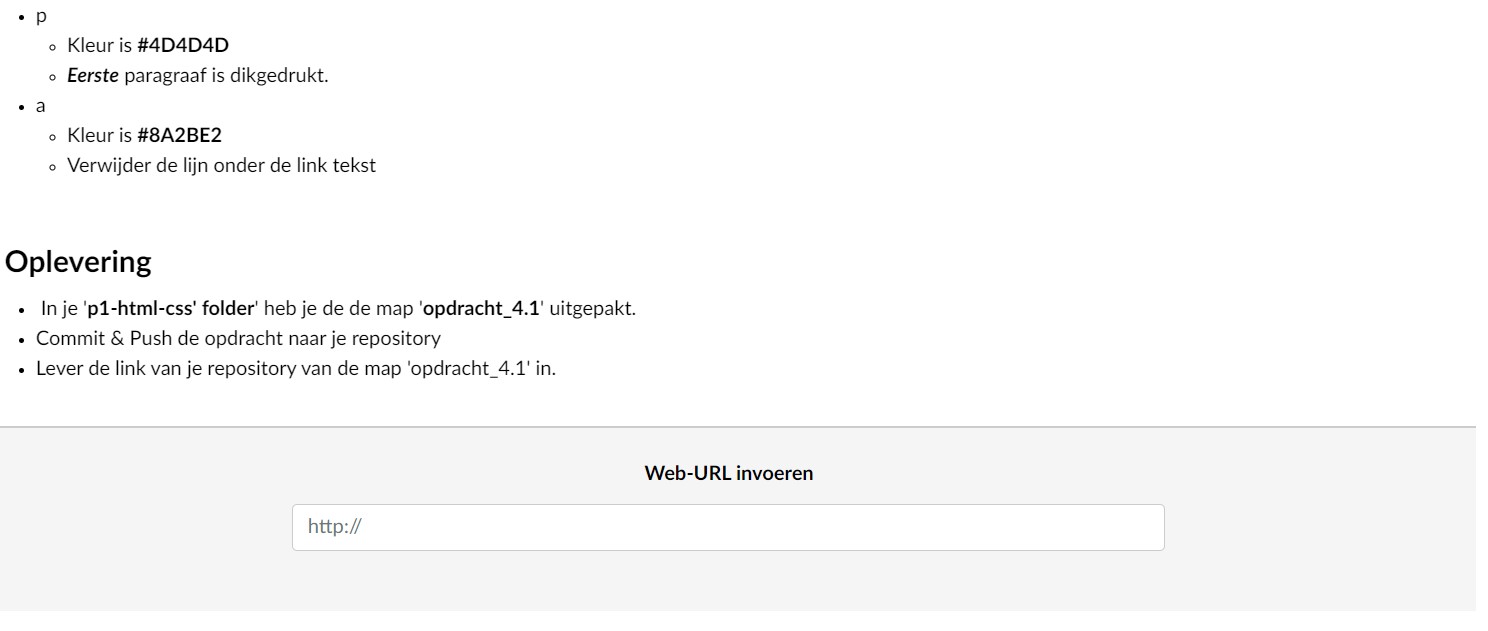 p
Kleur is #4D4D4D
Eerste paragraaf is dikgedrukt.
a
Kleur is #8A2BE2
Verwijder de lijn onder de link tekst
Oplevering
In je 'p1-html-css' folder' heb je de de map 'opdracht_4.1' uitgepakt.
Commit & Push de opdracht naar je repository
Lever de link van je repository van de map 'opdracht_4.1' in.
Web-URL invoeren
http://